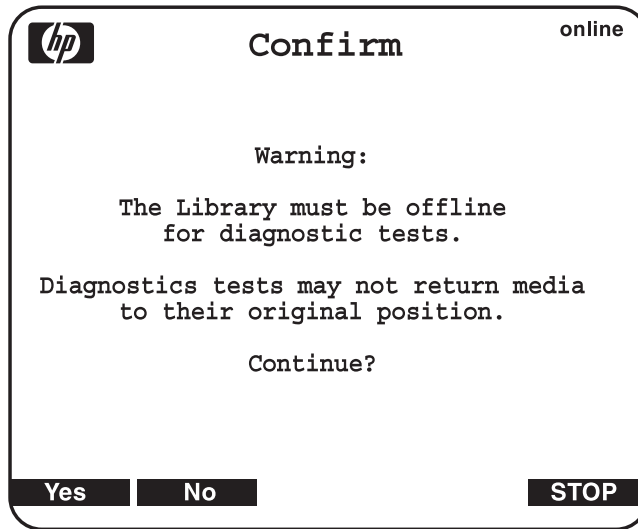 hp
Confirm
online
Warning:
The Library must be offline
for diagnostic tests.
Diagnostics tests may not return media
to their original position.
Continue?
Yes
No
STOP